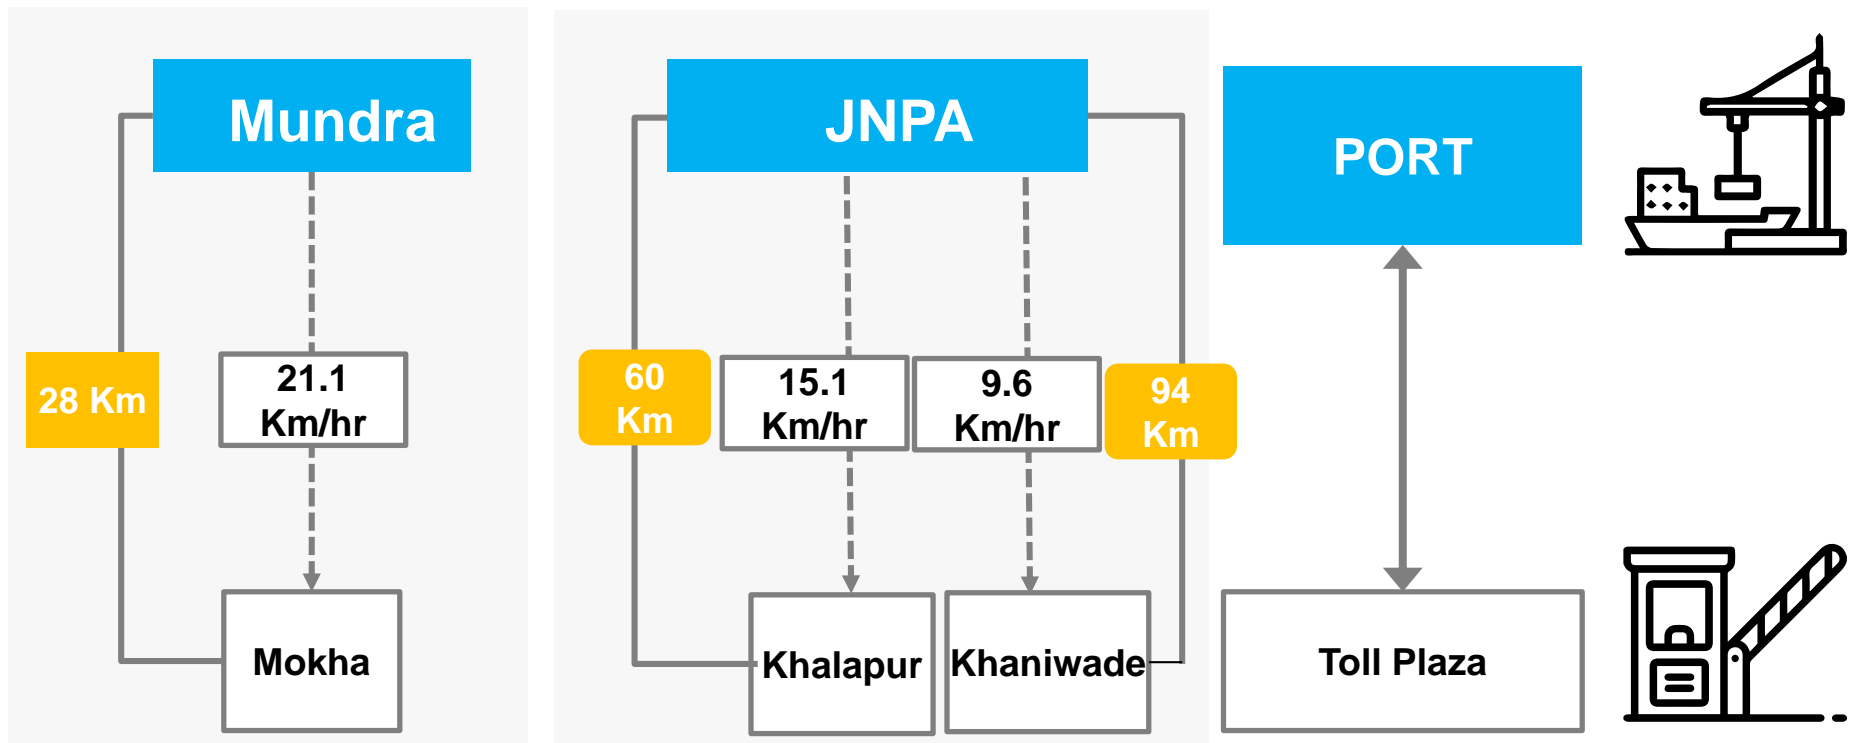 Mundra
28 Km
21.1
Km/hr
Mokha
JNPA
60
Km
15.1
Km/hr
9.6
Km/hr
94
Km
Khalapur
Khaniwade
PORT
Toll Plaza